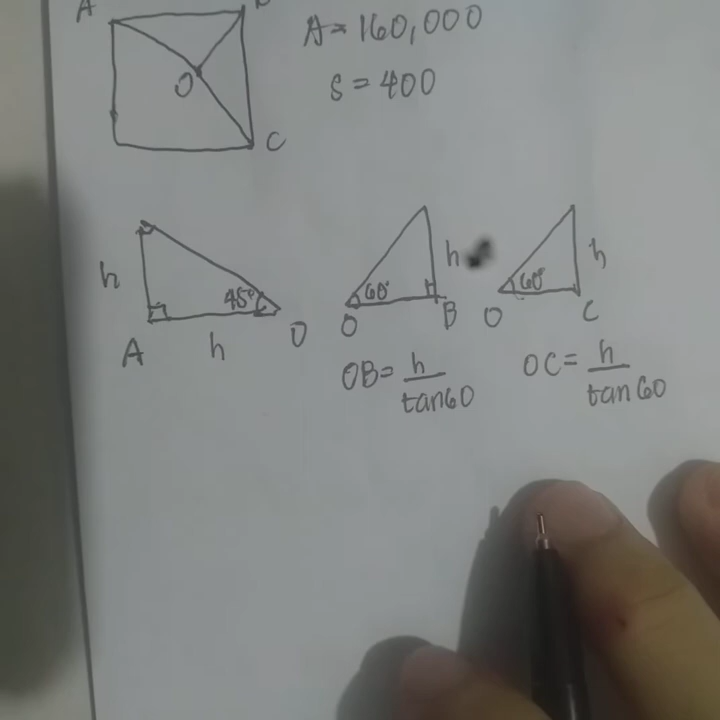 A
A = 160,000
O
S = 400
C
h
45°
A
h
O
h
60°
O
B
OB = h/tan60
h
60°
O
C
OC = h/tan60